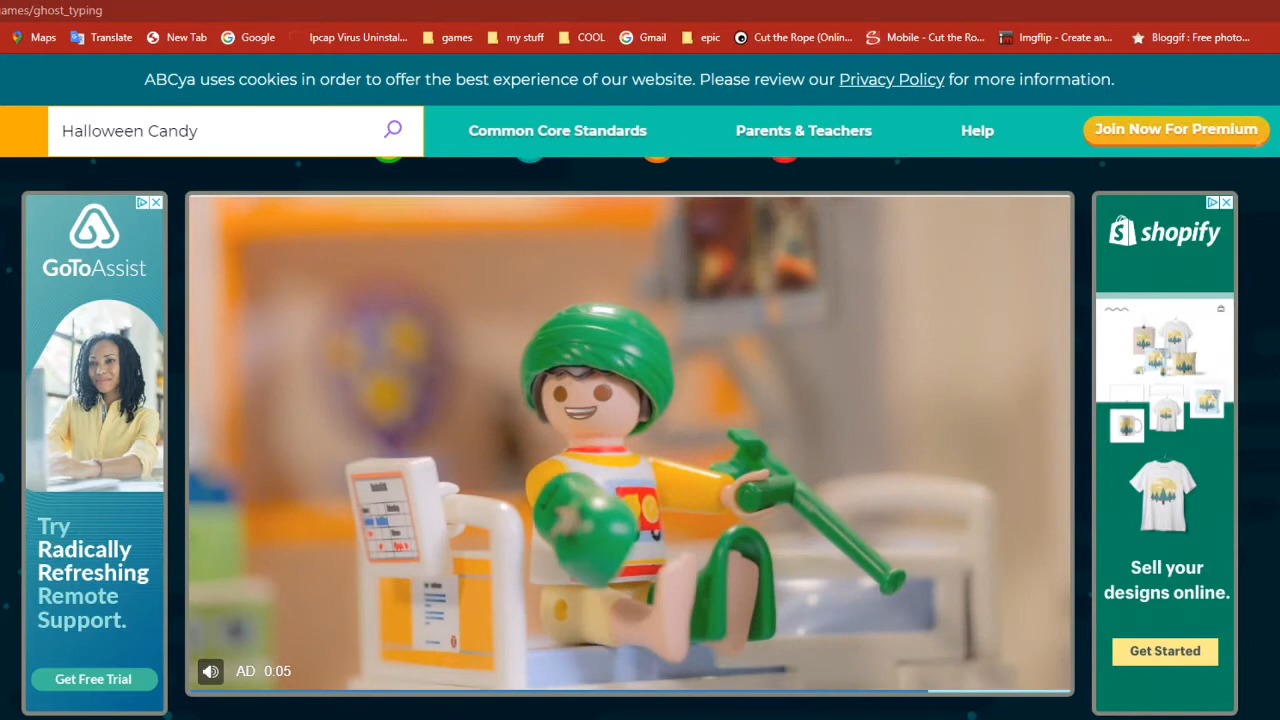 games/ghost_typing
Maps Translate New Tab Google Ipcap Virus Uninstal... games my stuff COOL Gmail epic Cut the Rope (Onlin... Mobile - Cut the Ro... Imgflip - Create an... Bloggif : Free photo...
ABCya uses cookies in order to offer the best experience of our website. Please review our Privacy Policy for more information.
Halloween Candy Common Core Standards Parents & Teachers Help Join Now For Premium
GoToAssist
Try
Radically
Refreshing
Remote
Support.
Get Free Trial
AD 0:05
shopify
Sell your
designs online.
Get Started